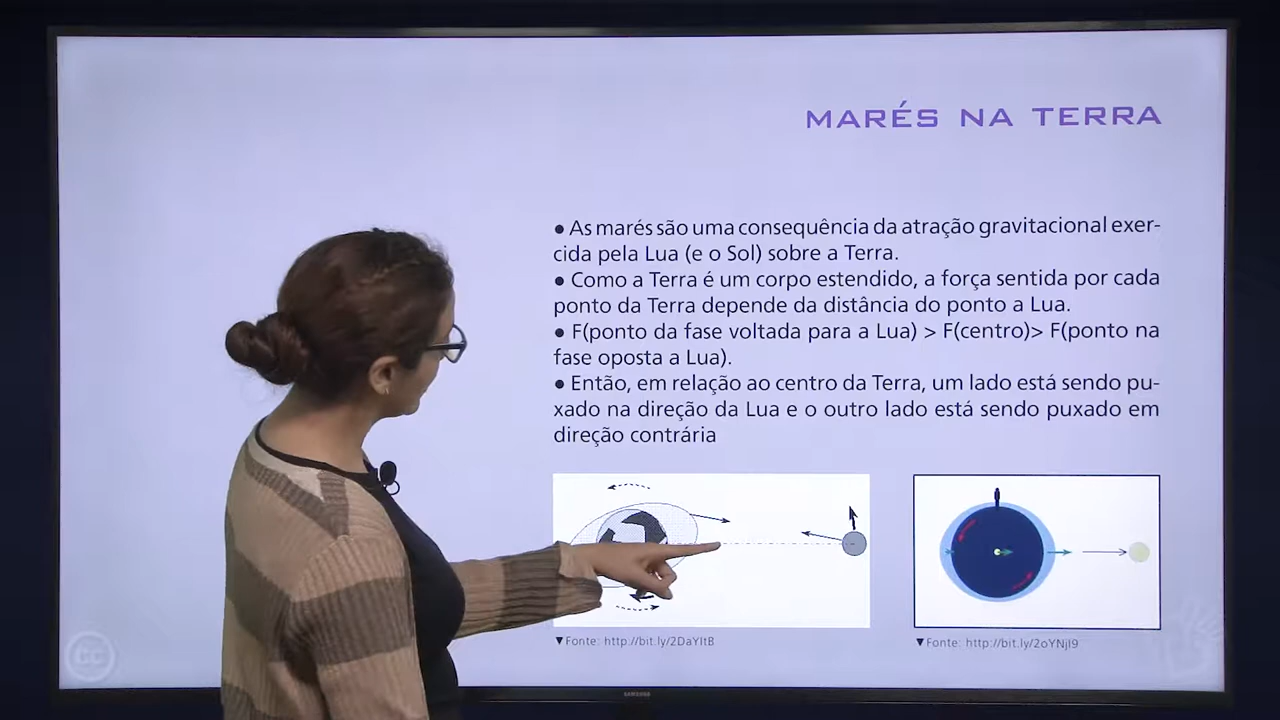 MARÉS NA TERRA
● As marés são uma consequência da atração gravitacional exer-
cida pela Lua (e o Sol) sobre a Terra.
● Como a Terra é um corpo estendido, a força sentida por cada
ponto da Terra depende da distância do ponto a Lua.
● F(ponto da fase voltada para a Lua) > F(centro)> F(ponto na
fase oposta a Lua).
● Então, em relação ao centro da Terra, um lado está sendo pu-
xado na direção da Lua e o outro lado está sendo puxado em
direção contrária
▼Fonte: http://bit.ly/2DaYItB
▼Fonte: http://bit.ly/2oYNjI9
cc
SAMSUNG